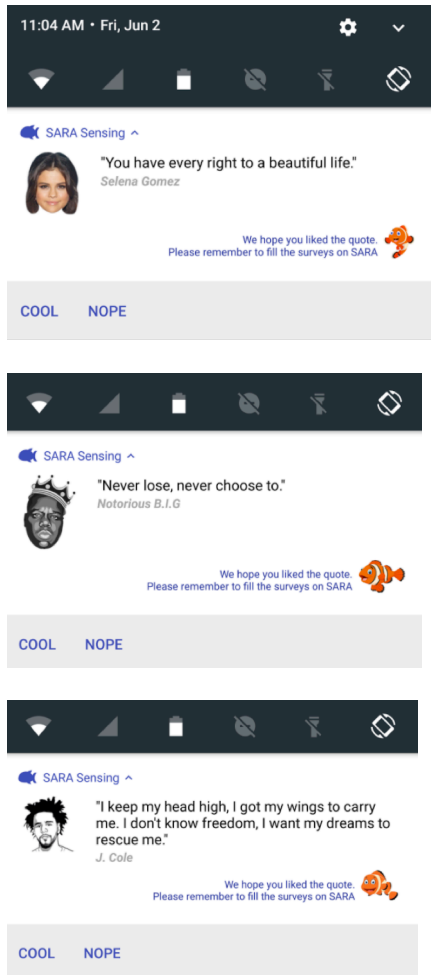 11:04 AM • Fri, Jun 2
SARA Sensing
"You have every right to a beautiful life."
Selena Gomez
We hope you liked the quote.
Please remember to fill the surveys on SARA
COOL NOPE
SARA Sensing
"Never lose, never choose to."
Notorious B.I.G
We hope you liked the quote.
Please remember to fill the surveys on SARA
COOL NOPE
SARA Sensing
"I keep my head high, I got my wings to carry
me. I don't know freedom, I want my dreams to
rescue me."
J. Cole
We hope you liked the quote.
Please remember to fill the surveys on SARA
COOL NOPE